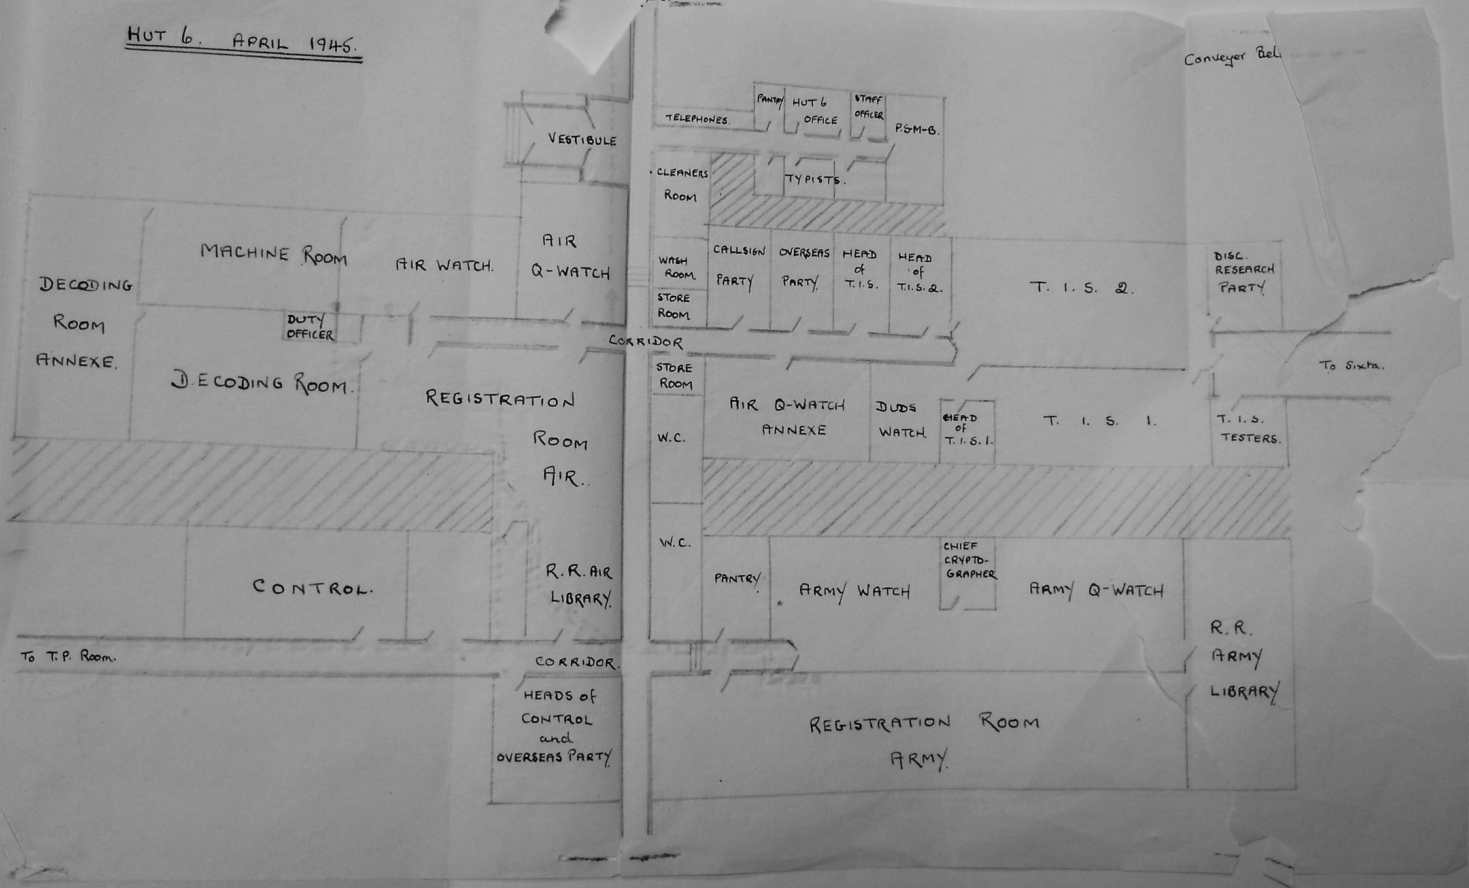 HUT 6. APRIL 1945.
Conveyer Bel
TELEPHONES.
PANTRY
HUT 6
OFFICE
STAFF
OFFICER
P.S-M-B.
VESTIBULE
CLEANERS
ROOM
TYPISTS.
DECODING
ROOM
ANNEXE.
MACHINE ROOM
AIR WATCH.
AIR
Q-WATCH
WASH
ROOM
STORE
ROOM
CALLSIGN
PARTY
OVERSEAS
PARTY.
HEAD
of
T.I.S.
HEAD
of
T.I.S.2.
T. I. S. 2.
DISC.
RESEARCH
PARTY.
DUTY
OFFICER
CORRIDOR
To Sixta.
DECODING ROOM.
REGISTRATION
ROOM
AIR.
STORE
ROOM
W.C.
AIR Q-WATCH
ANNEXE
DUDS
WATCH
HEAD
of
T.I.S.1.
T. I. S. 1.
T. I. S.
TESTERS.
CONTROL.
R.R. AIR
LIBRARY.
W.C.
PANTRY.
ARMY WATCH
CHIEF
CRYPTO-
GRAPHER
ARMY Q-WATCH
R.R.
ARMY
LIBRARY.
To T.P. Room.
CORRIDOR.
HEADS of
CONTROL
and
OVERSEAS PARTY.
REGISTRATION ROOM
ARMY.